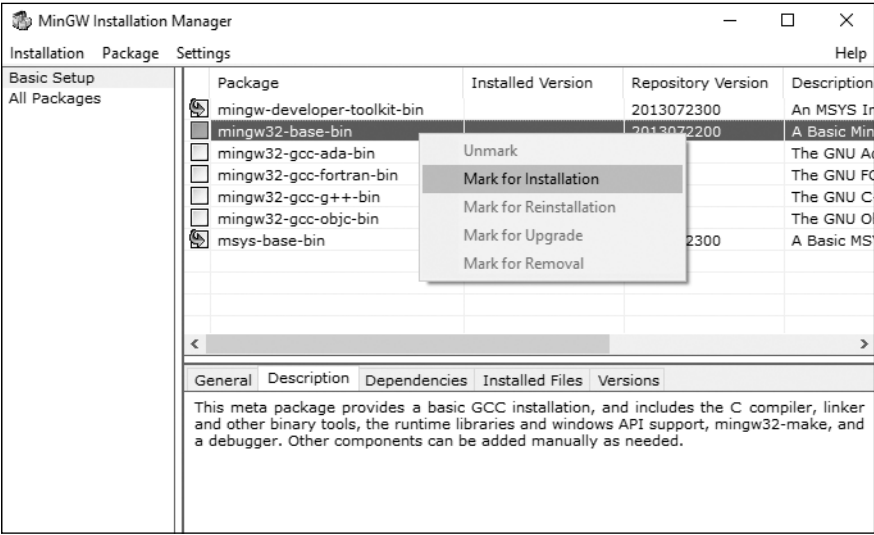 MinGW Installation Manager
Installation Package Settings Help
Basic Setup
All Packages
Package Installed Version Repository Version Description
mingw-developer-toolkit-bin 2013072300 An MSYS In
mingw32-base-bin 2013072200 A Basic Min
mingw32-gcc-ada-bin The GNU Ad
mingw32-gcc-fortran-bin The GNU FO
mingw32-gcc-g++-bin The GNU C
mingw32-gcc-objc-bin The GNU O
msys-base-bin 2300 A Basic MS
Unmark
Mark for Installation
Mark for Reinstallation
Mark for Upgrade
Mark for Removal
General Description Dependencies Installed Files Versions
This meta package provides a basic GCC installation, and includes the C compiler, linker
and other binary tools, the runtime libraries and windows API support, mingw32-make, and
a debugger. Other components can be added manually as needed.